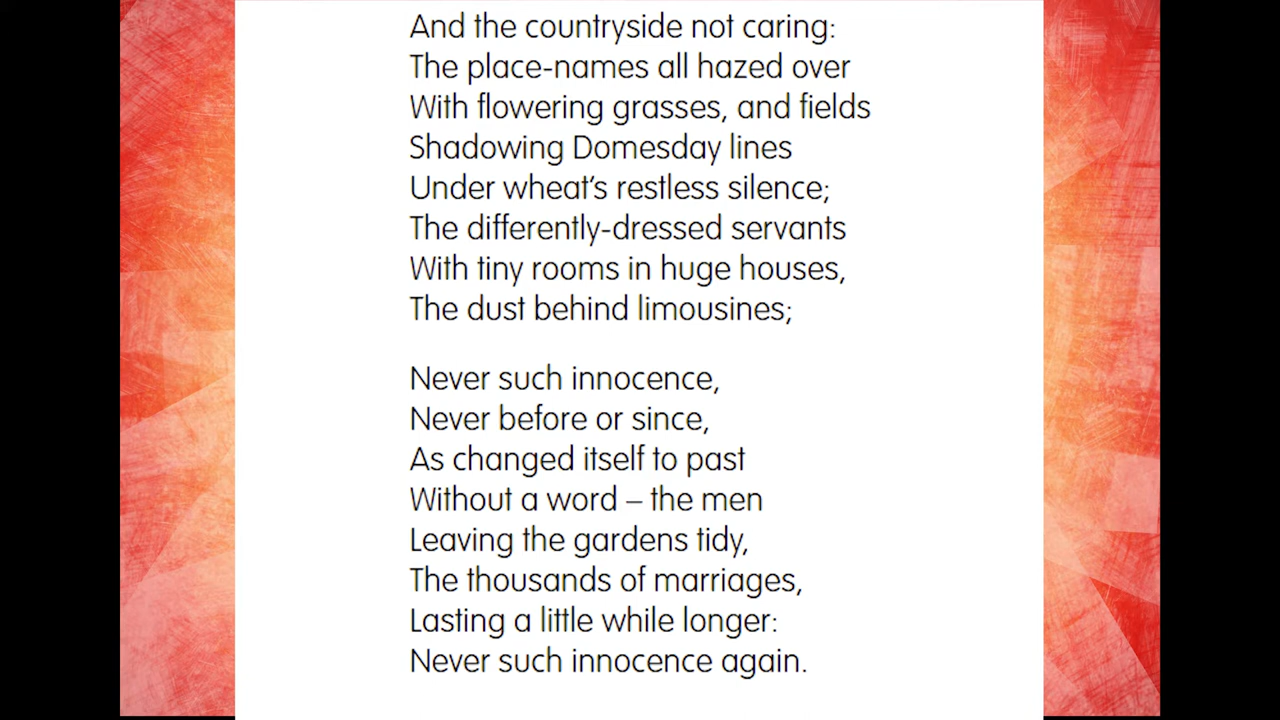 And the countryside not caring:
The place-names all hazed over
With flowering grasses, and fields
Shadowing Domesday lines
Under wheat's restless silence;
The differently-dressed servants
With tiny rooms in huge houses,
The dust behind limousines;
Never such innocence,
Never before or since,
As changed itself to past
Without a word – the men
Leaving the gardens tidy,
The thousands of marriages,
Lasting a little while longer:
Never such innocence again.